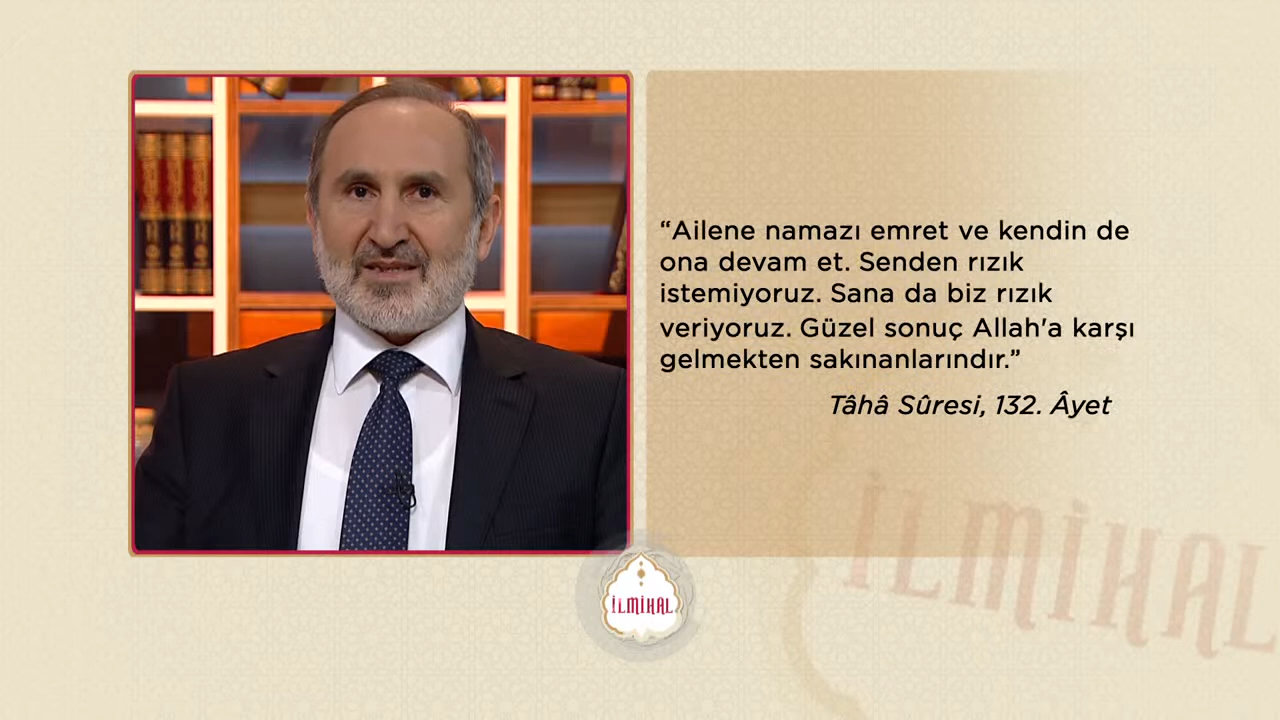 “Ailene namazı emret ve kendin de
ona devam et. Senden rızık
istemiyoruz. Sana da biz rızık
veriyoruz. Güzel sonuç Allah'a karşı
gelmekten sakınanlarındır.”
Tâhâ Sûresi, 132. Âyet
İLMİHAL
İLMİHAL